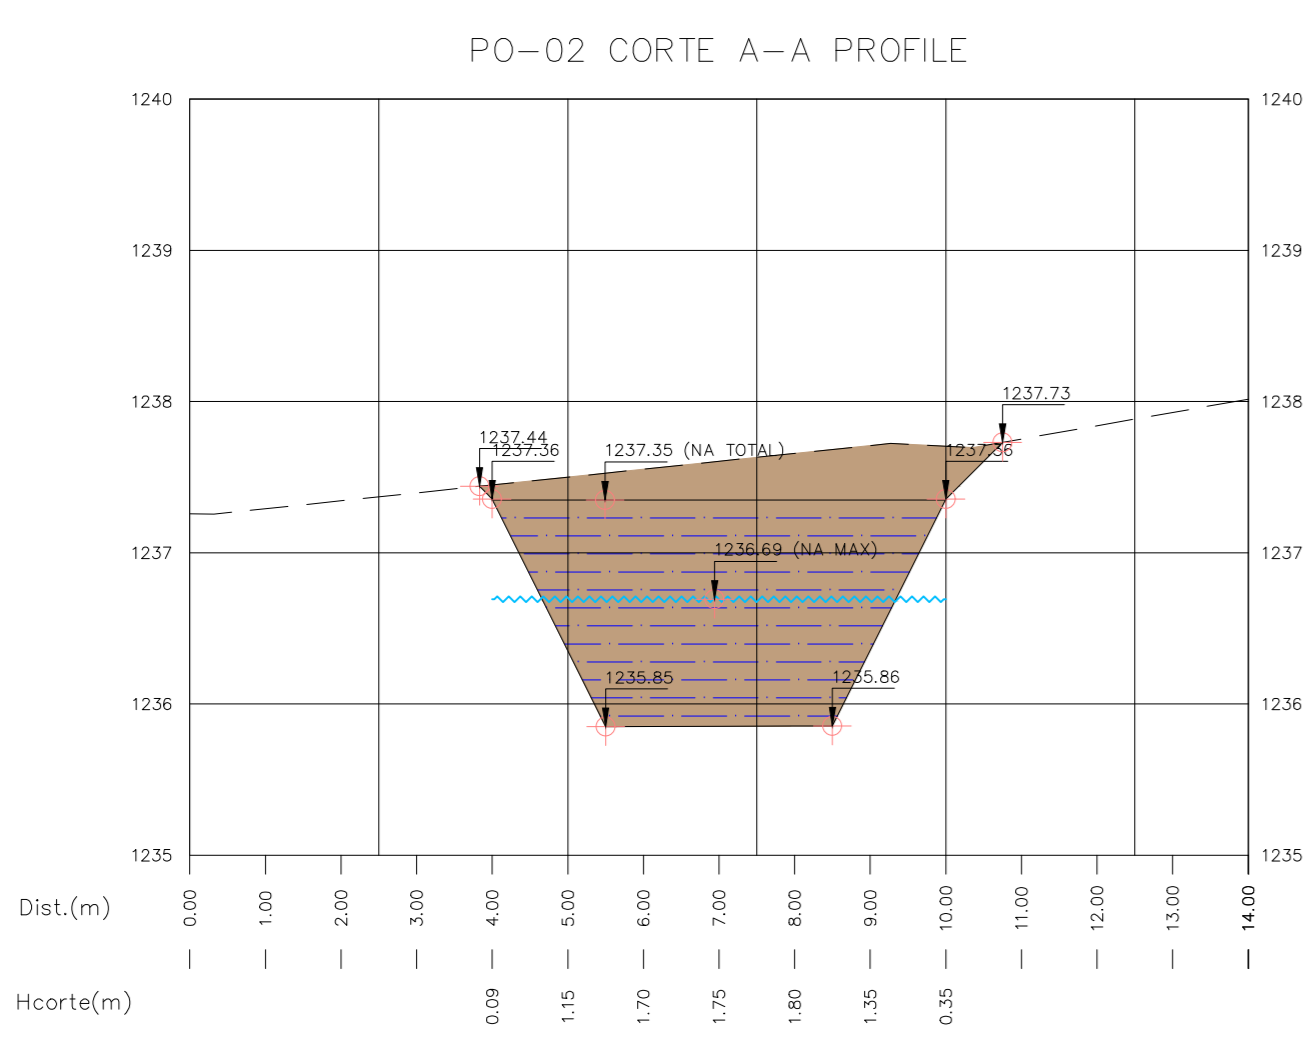 PO-02 CORTE A-A PROFILE
1240 1240
1239 1239
1238 1238
1237.73
1237.44
1237.36 1237.35 (NA TOTAL) 1237.36
1237 1237
1236.69 (NA MAX)
1235.85 1235.86
1236 1236
1235 1235
Dist.(m) 0.00 1.00 2.00 3.00 4.00 5.00 6.00 7.00 8.00 9.00 10.00 11.00 12.00 13.00 14.00
Hcorte(m) 0.09 1.15 1.70 1.75 1.80 1.35 0.35